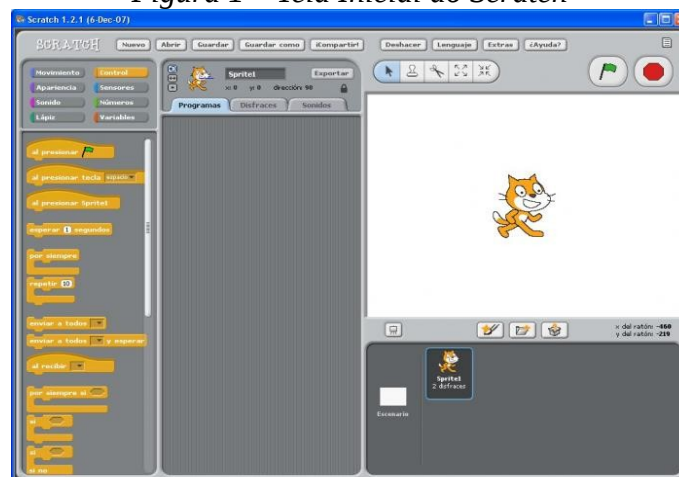 Figura 1 – Tela Inicial do Scratch
Scratch 1.2.1 (6-Dec-07)
SCRATCH Nuevo Abrir Guardar Guardar como ¡Compartir! Deshacer Lenguaje Extras ¿Ayuda?
Movimiento Control
Apariencia Sensores
Sonido Números
Lápiz Variables
Sprite1 Exportar
x: 0 y: 0 dirección: 90
Programas Disfraces Sonidos
al presionar
al presionar tecla espacio
al presionar Sprite1
esperar 1 segundos
por siempre
repetir 10
enviar a todos
enviar a todos y esperar
al recibir
por siempre si
si
si
si no
x del ratón: -460
y del ratón: -219
Sprite1
2 disfraces
Escenario